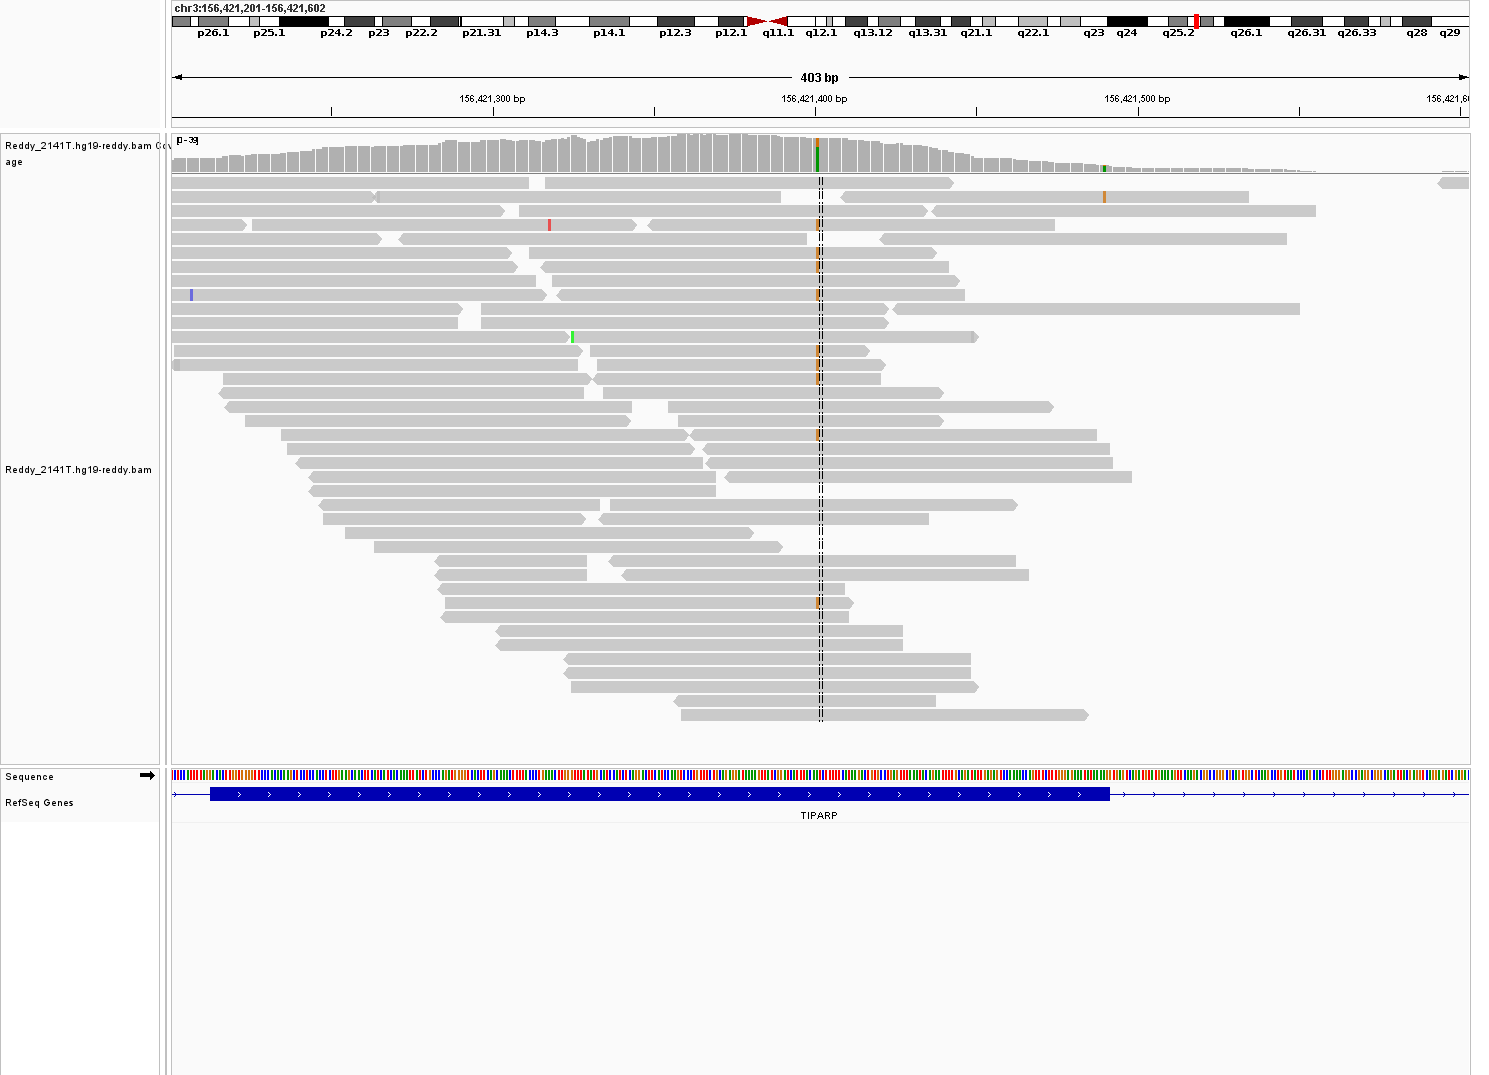 chr3:156,421,201-156,421,602
p26.1 p25.1 p24.2 p23 p22.2 p21.31 p14.3 p14.1 p12.3 p12.1 q11.1 q12.1 q13.12 q13.31 q21.1 q22.1 q23 q24 q25.2 q26.1 q26.31 q26.33 q28 q29
403 bp
156,421,300 bp 156,421,400 bp 156,421,500 bp 156,421,60
Reddy_2141T.hg19-reddy.bam Cov
age
[0-39]
Reddy_2141T.hg19-reddy.bam
Sequence
RefSeq Genes
TIPARP